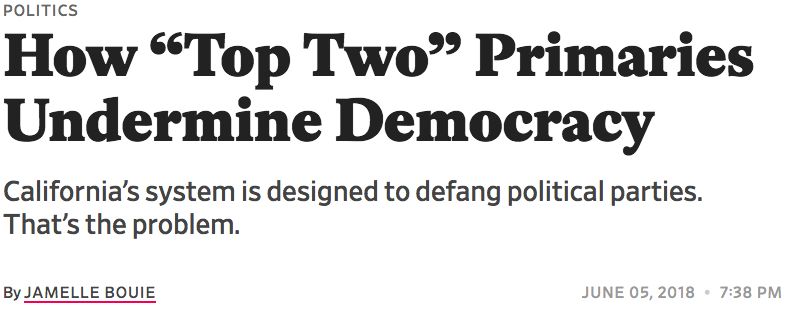 POLITICS
How “Top Two” Primaries
Undermine Democracy
California’s system is designed to defang political parties.
That’s the problem.
By JAMELLE BOUIE
JUNE 05, 2018 • 7:38 PM